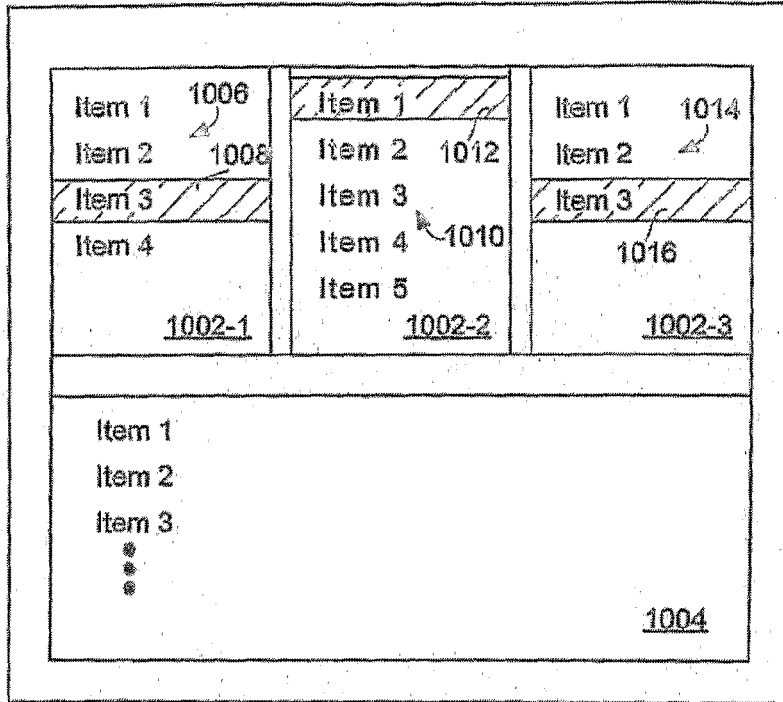 Item 1
1006
Item 2
1008
Item 3
Item 4
1002-1
Item 1
1012
Item 2
Item 3
1010
Item 4
Item 5
1002-2
Item 1
1014
Item 2
Item 3
1016
1002-3
Item 1
Item 2
Item 3
1004